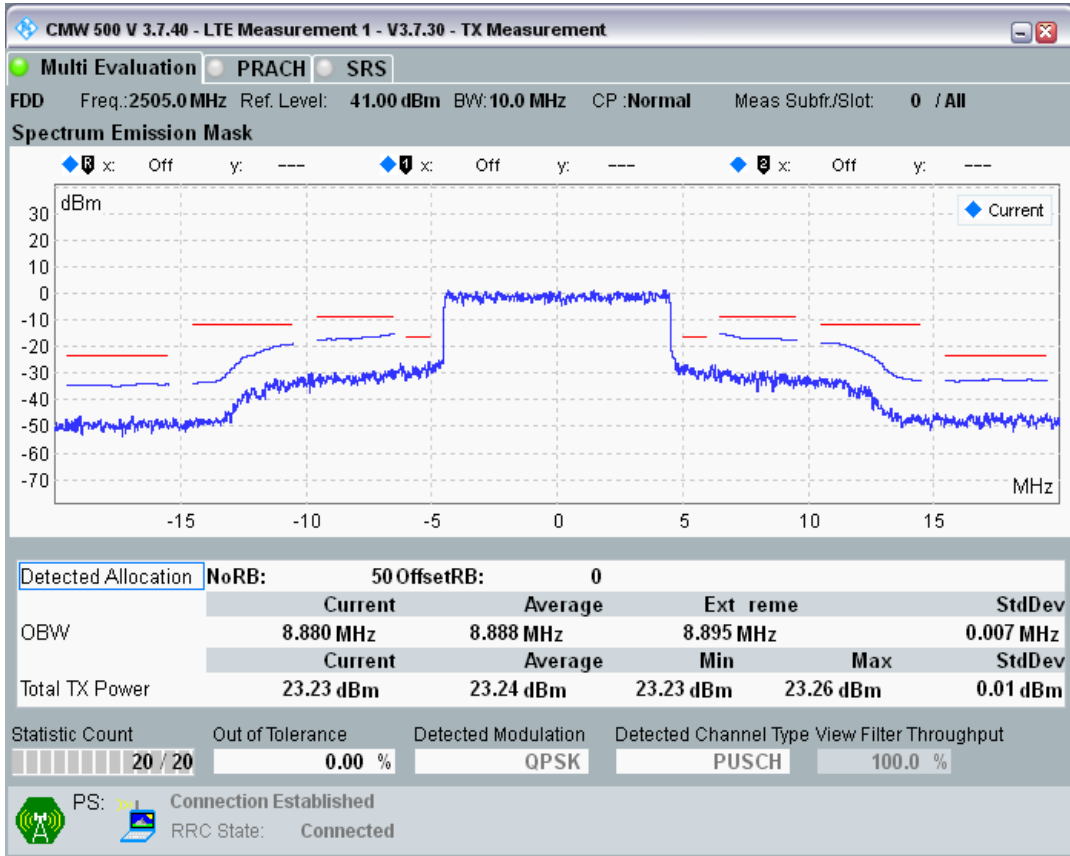 CMW 500 V 3.7.40 - LTE Measurement 1 - V3.7.30 - TX Measurement
Multi Evaluation PRACH SRS
FDD Freq.:2505.0 MHz Ref. Level: 41.00 dBm BW: 10.0 MHz CP :Normal Meas Subfr./Slot: 0 / All
Spectrum Emission Mask
R x: Off y: --- 1 x: Off y: --- 2 x: Off y: ---
dBm
Current
30
20
10
0
-10
-20
-30
-40
-50
-60
-70
MHz
-15 -10 -5 0 5 10 15
Detected Allocation NoRB: 50 OffsetRB: 0
Current Average Ext reme StdDev
OBW 8.880 MHz 8.888 MHz 8.895 MHz 0.007 MHz
Current Average Min Max StdDev
Total TX Power 23.23 dBm 23.24 dBm 23.23 dBm 23.26 dBm 0.01 dBm
Statistic Count Out of Tolerance Detected Modulation Detected Channel Type View Filter Throughput
20 / 20 0.00 % QPSK PUSCH 100.0 %
PS: Connection Established
RRC State: Connected